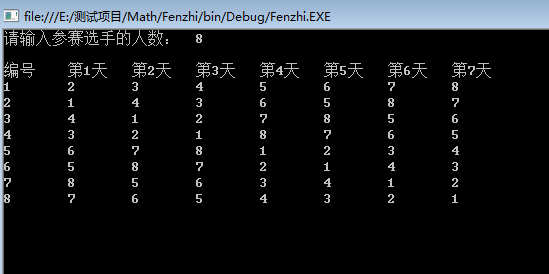 file:///E:/测试项目/Math/Fenzhi/bin/Debug/Fenzhi.EXE
请输入参赛选手的人数： 8
编号 第1天 第2天 第3天 第4天 第5天 第6天 第7天
1 2 3 4 5 6 7 8
2 1 4 3 6 5 8 7
3 4 1 2 7 8 5 6
4 3 2 1 8 7 6 5
5 6 7 8 1 2 3 4
6 5 8 7 2 1 4 3
7 8 5 6 3 4 1 2
8 7 6 5 4 3 2 1